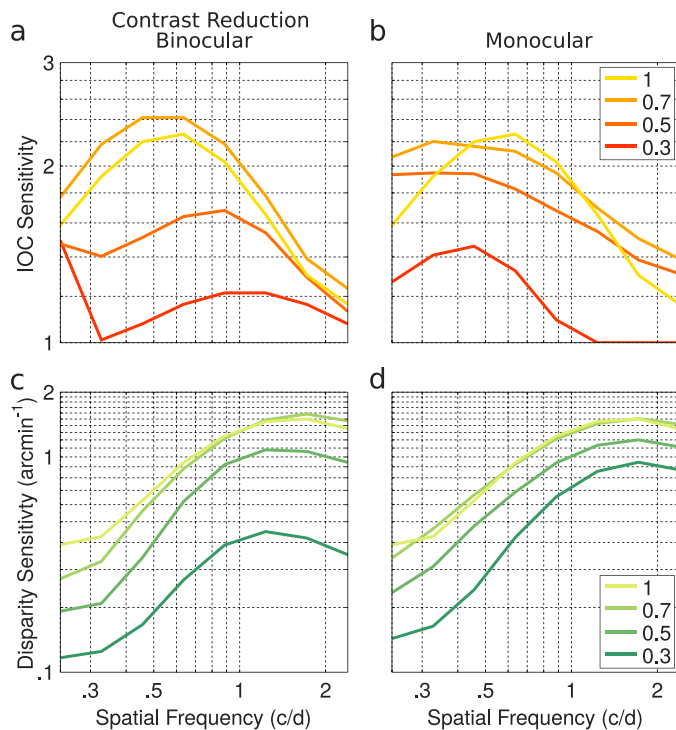 Contrast Reduction
a Binocular
b Monocular
3
2
1
IOC Sensitivity
1
0.7
0.5
0.3
c
d
2
1
.1
Disparity Sensitivty (arcmin⁻¹)
1
0.7
0.5
0.3
.3 .5 1 2
.3 .5 1 2
Spatial Frequency (c/d)
Spatial Frequency (c/d)